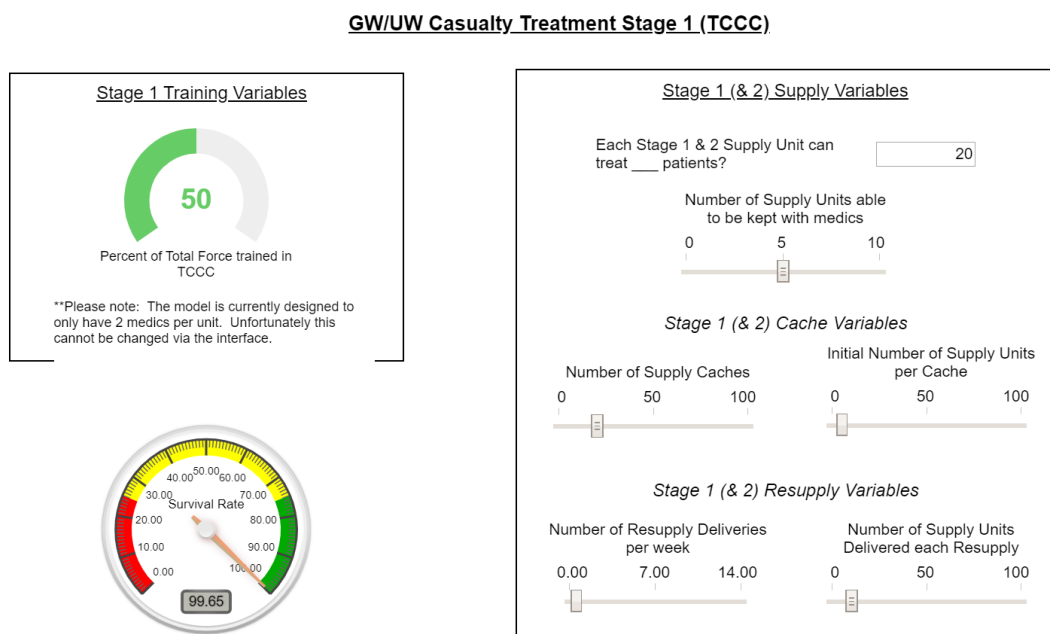 GW/UW Casualty Treatment Stage 1 (TCCC)
Stage 1 Training Variables
50
Percent of Total Force trained in
TCCC
**Please note:  The model is currently designed to
only have 2 medics per unit.  Unfortunately this
cannot be changed via the interface.
Survival Rate
0.00
10.00
20.00
30.00
40.00
50.00
60.00
70.00
80.00
90.00
100.00
99.65
Stage 1 (& 2) Supply Variables
Each Stage 1 & 2 Supply Unit can
treat ___ patients?
20
Number of Supply Units able
to be kept with medics
0 5 10
Stage 1 (& 2) Cache Variables
Number of Supply Caches
0 50 100
Initial Number of Supply Units
per Cache
0 50 100
Stage 1 (& 2) Resupply Variables
Number of Resupply Deliveries
per week
0.00 7.00 14.00
Number of Supply Units
Delivered each Resupply
0 50 100